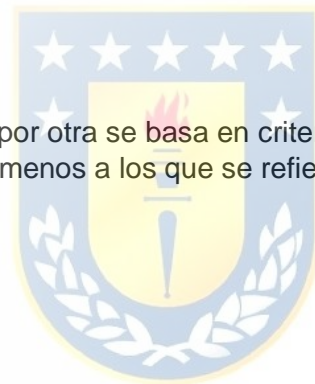 por otra se basa en crite
menos a los que se refie